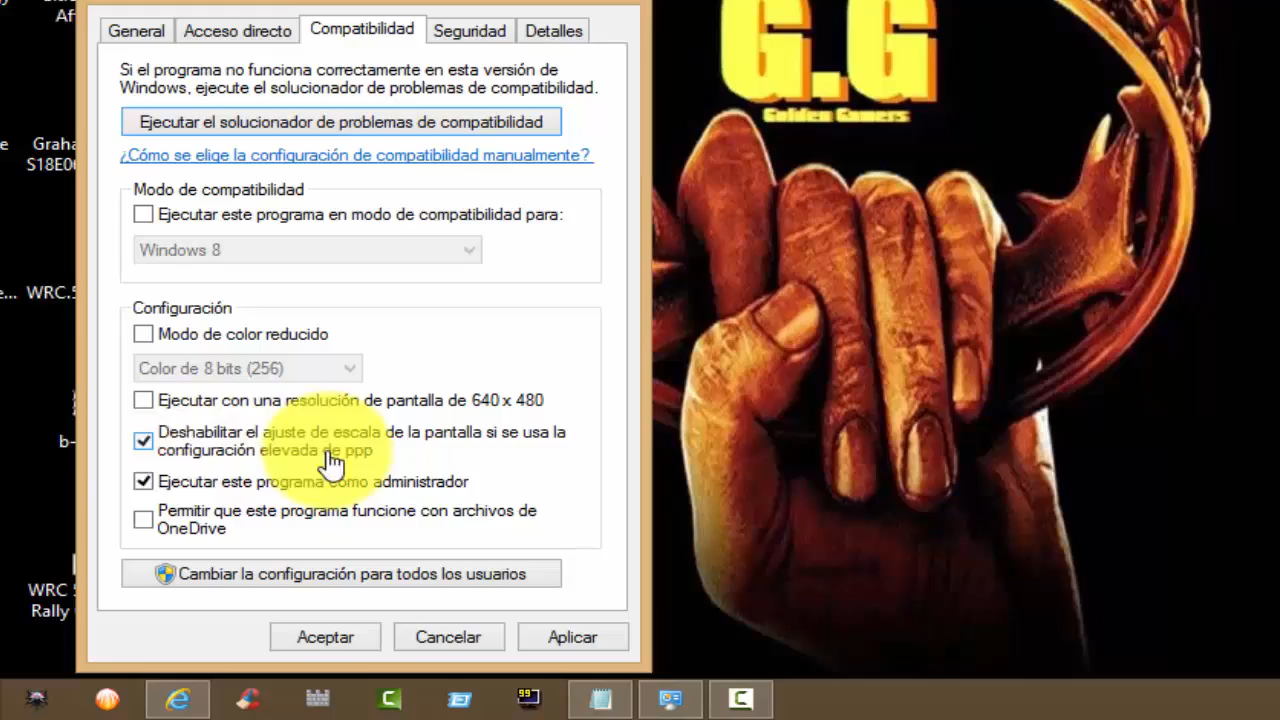 General
Acceso directo
Compatibilidad
Seguridad
Detalles
Si el programa no funciona correctamente en esta versión de
Windows, ejecute el solucionador de problemas de compatibilidad.
Ejecutar el solucionador de problemas de compatibilidad
¿Cómo se elige la configuración de compatibilidad manualmente?
Modo de compatibilidad
Ejecutar este programa en modo de compatibilidad para:
Windows 8
Configuración
Modo de color reducido
Color de 8 bits (256)
Ejecutar con una resolución de pantalla de 640 x 480
Deshabilitar el ajuste de escala de la pantalla si se usa la
configuración elevada de ppp
Ejecutar este programa como administrador
Permitir que este programa funcione con archivos de
OneDrive
Cambiar la configuración para todos los usuarios
Aceptar
Cancelar
Aplicar
G.G
Golden Gamers
S18E0
WRC.5
b-
WRC 5
Rally
99